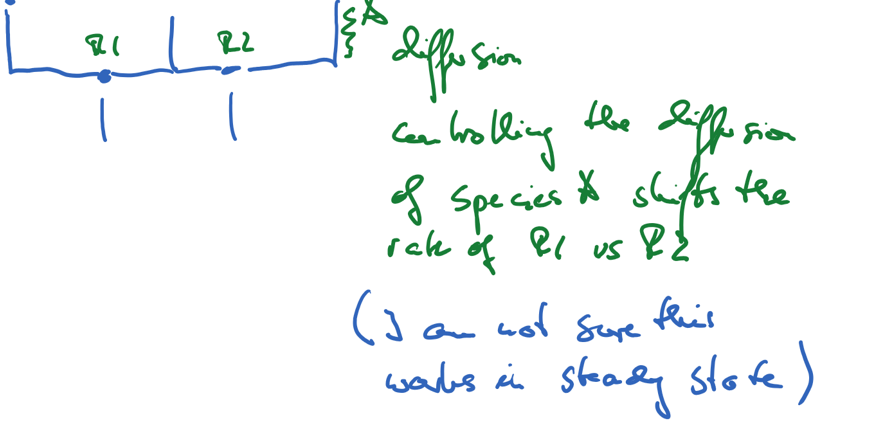 R1 R2 A
diffusion
controlling the diffusion
of species A shifts the
rate of R1 vs R2
(I am not sure this
works in steady state)